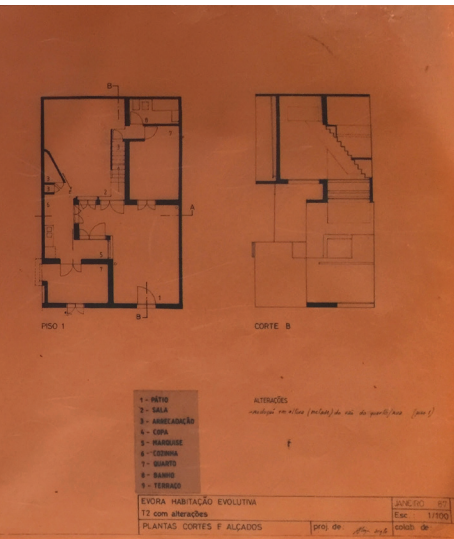 B
A
B
PISO 1
CORTE B
1 - PÁTIO
2 - SALA
3 - ARRECADAÇÃO
4 - COPA
5 - MARQUISE
6 - COZINHA
7 - QUARTO
8 - BANHO
9 - TERRAÇO
ALTERAÇÕES
EVORA HABITAÇÃO EVOLUTIVA
JANEIRO
T2 com alterações
Esc. 1/100
PLANTAS CORTES E ALÇADOS
proj. de:
colab. de: